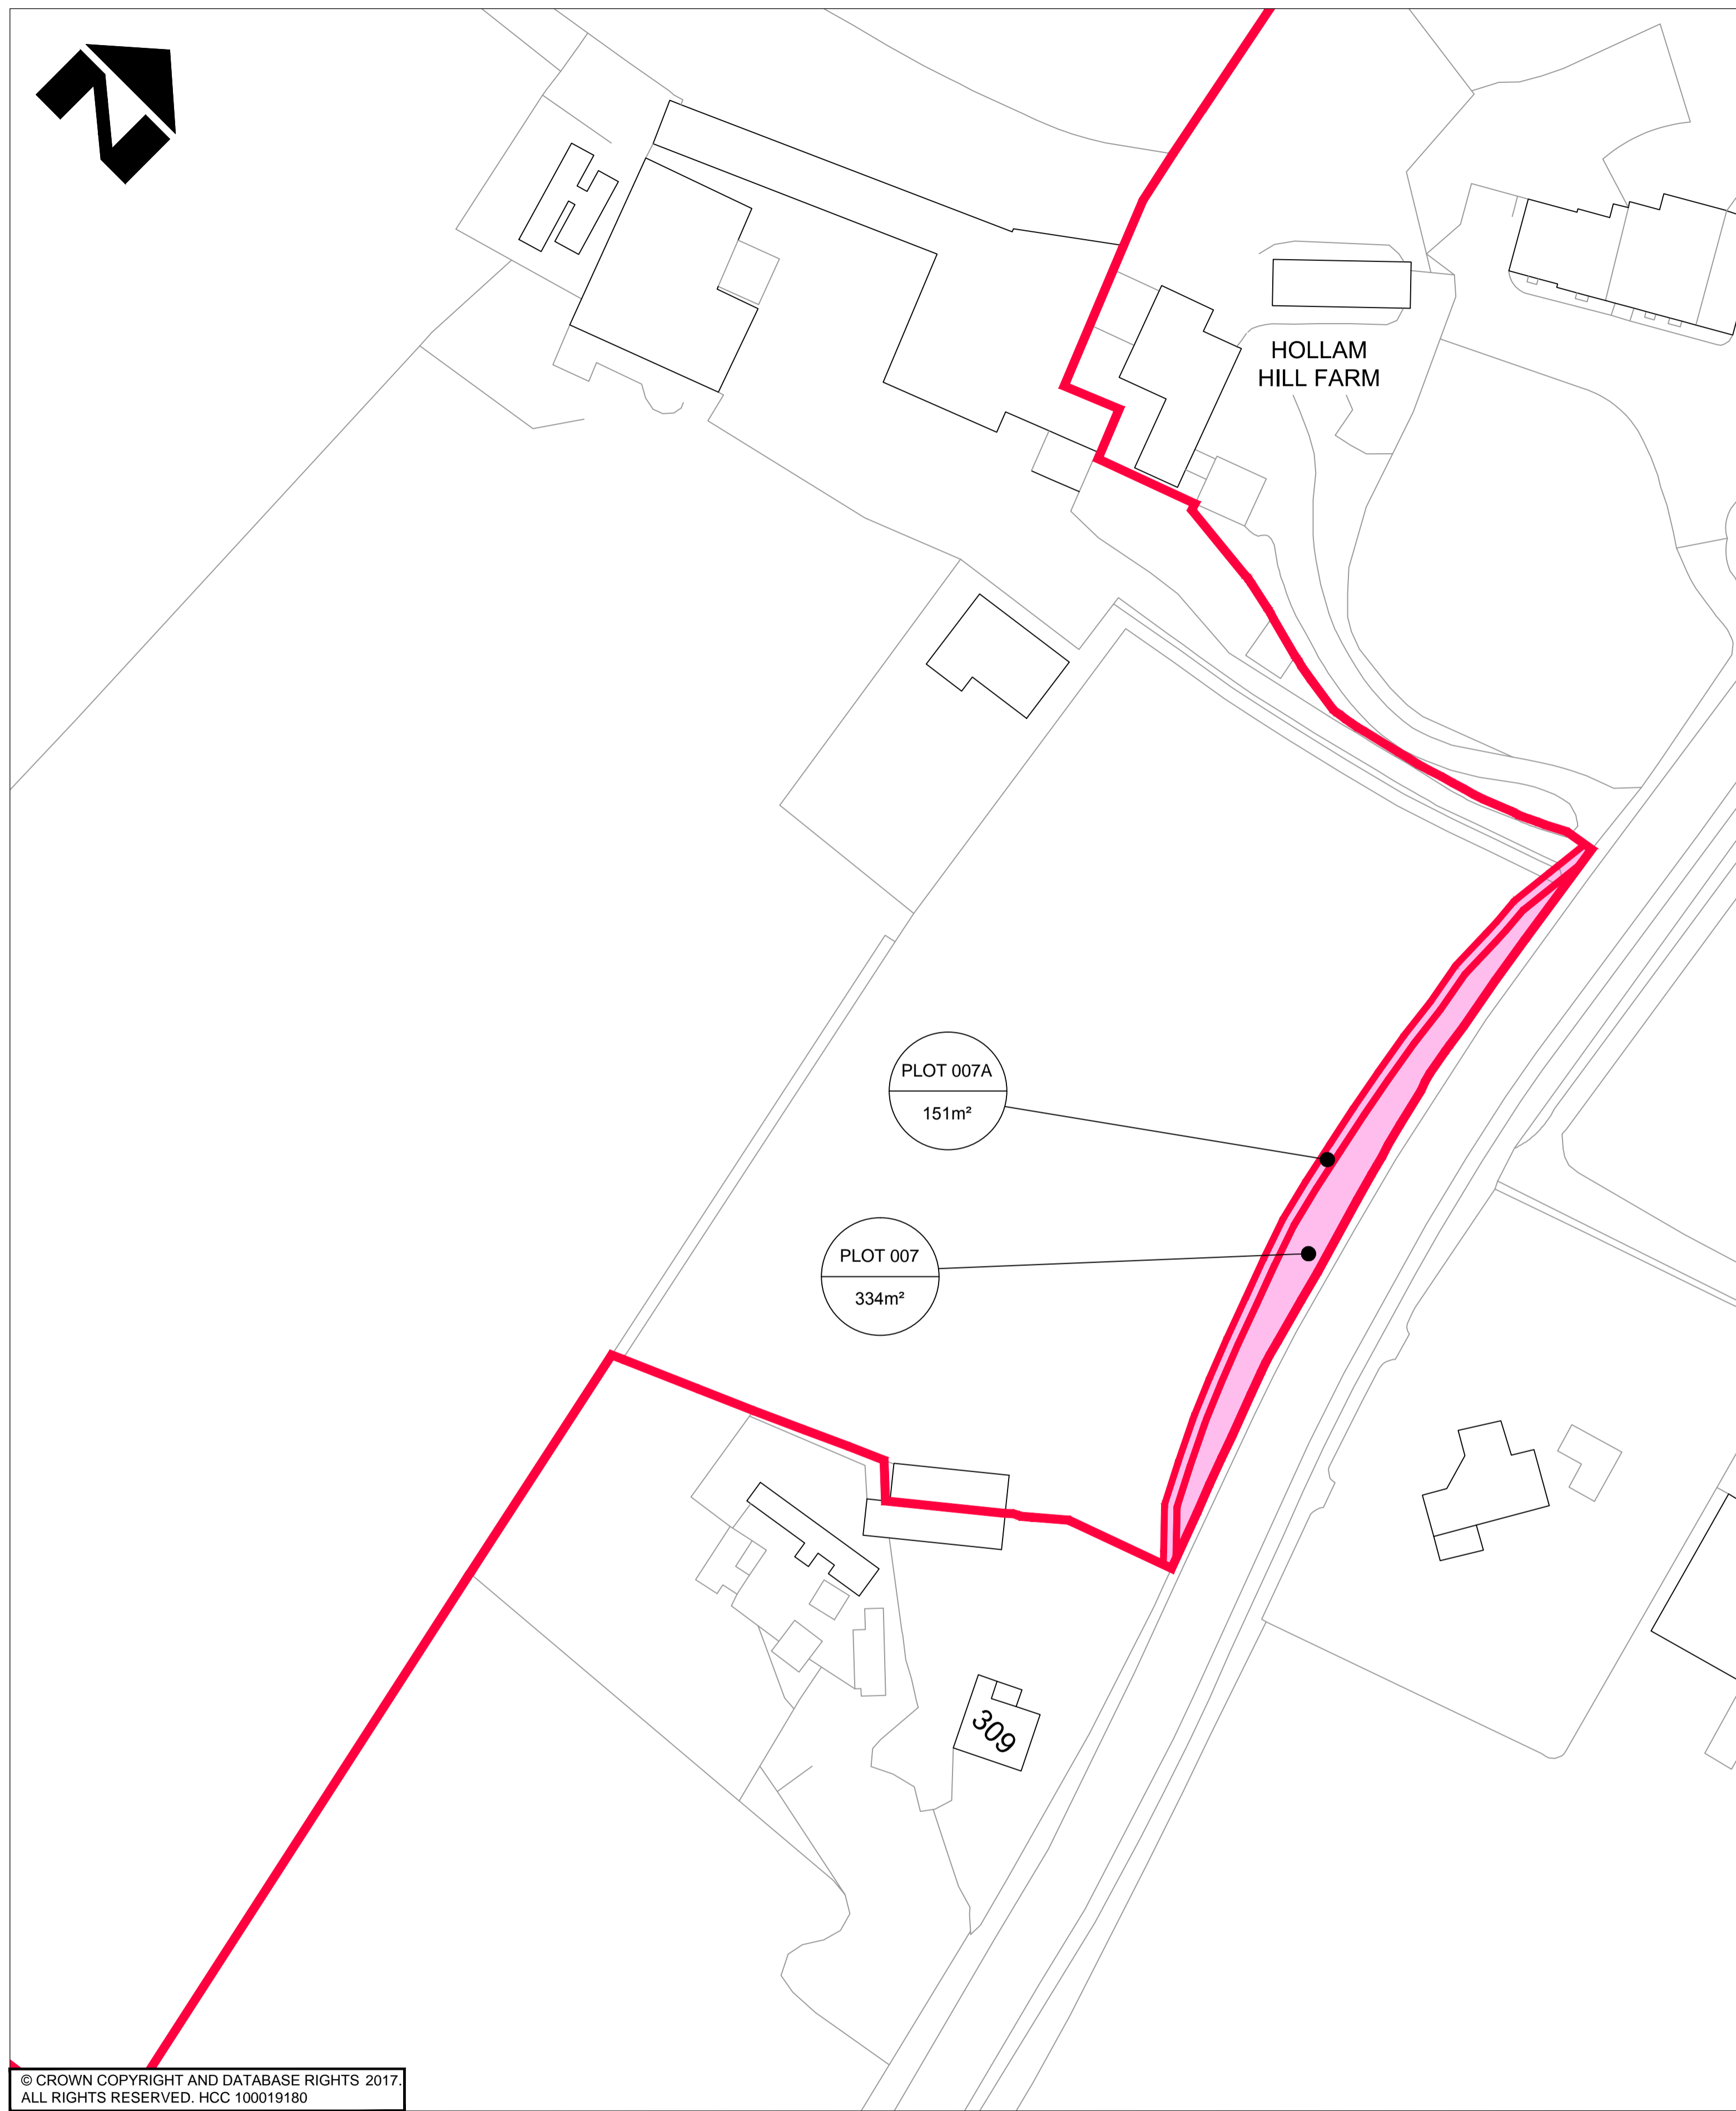 HOLLAM
HILL FARM
PLOT 007A
151m²
PLOT 007
334m²
309
© CROWN COPYRIGHT AND DATABASE RIGHTS 2017.
ALL RIGHTS RESERVED. HCC 100019180